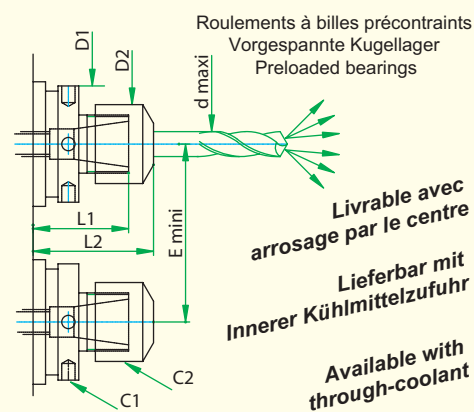 Roulements à billes précontraints
Vorgespannte Kugellager
Preloaded bearings
D1
D2
d maxi
L1
L2
E mini
Livrable avec
arrosage par le centre
Lieferbar mit
Innerer Kühlmittelzufuhr
Available with
through-coolant
C1
C2